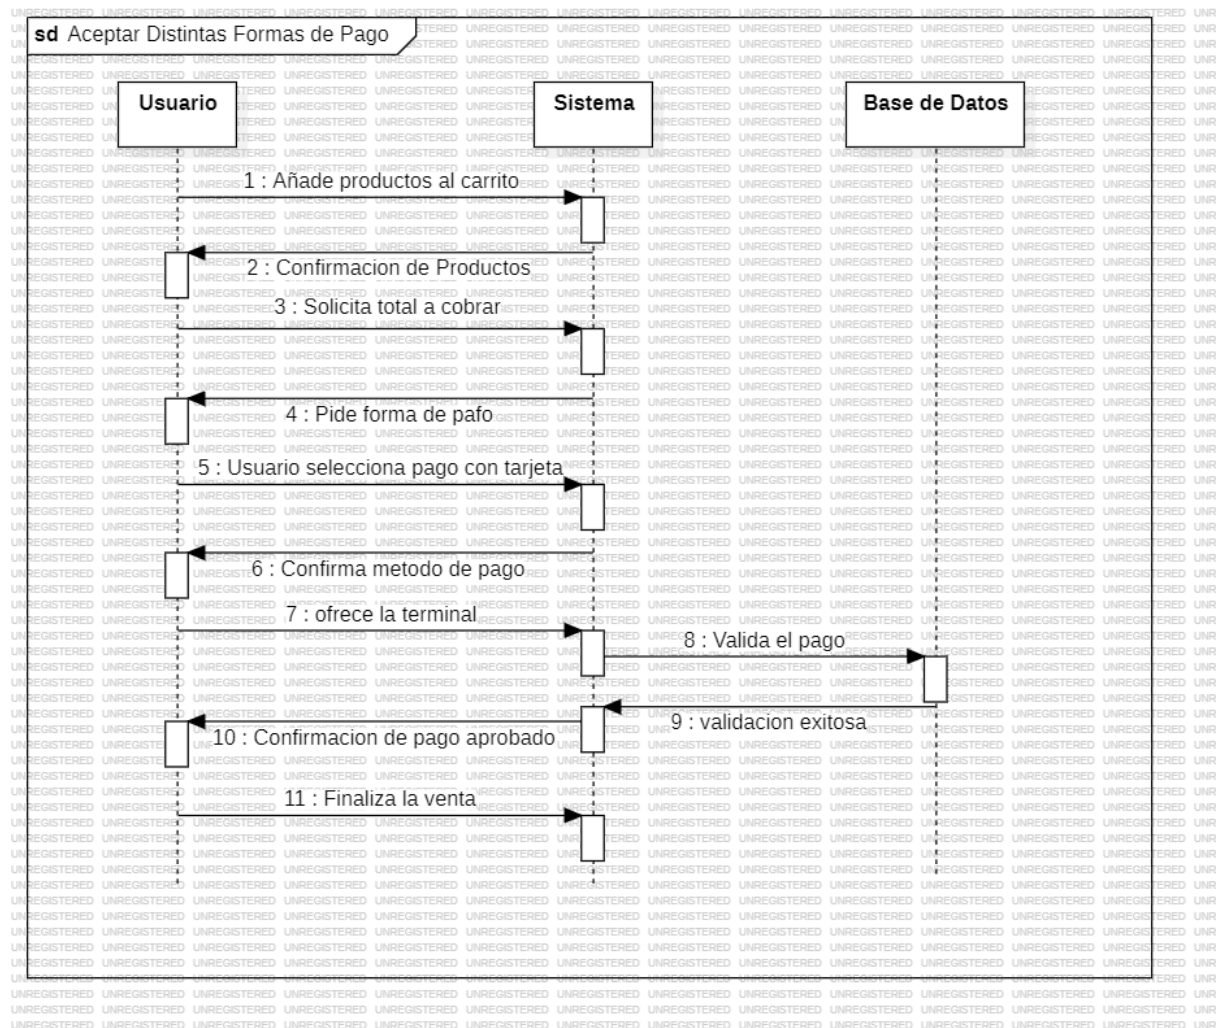 sd Aceptar Distintas Formas de Pago
Usuario
Sistema
Base de Datos
1 : Añade productos al carrito
2 : Confirmacion de Productos
3 : Solicita total a cobrar
4 : Pide forma de pafo
5 : Usuario selecciona pago con tarjeta
6 : Confirma metodo de pago
7 : ofrece la terminal
8 : Valida el pago
9 : validacion exitosa
10 : Confirmacion de pago aprobado
11 : Finaliza la venta
UNREGISTERED